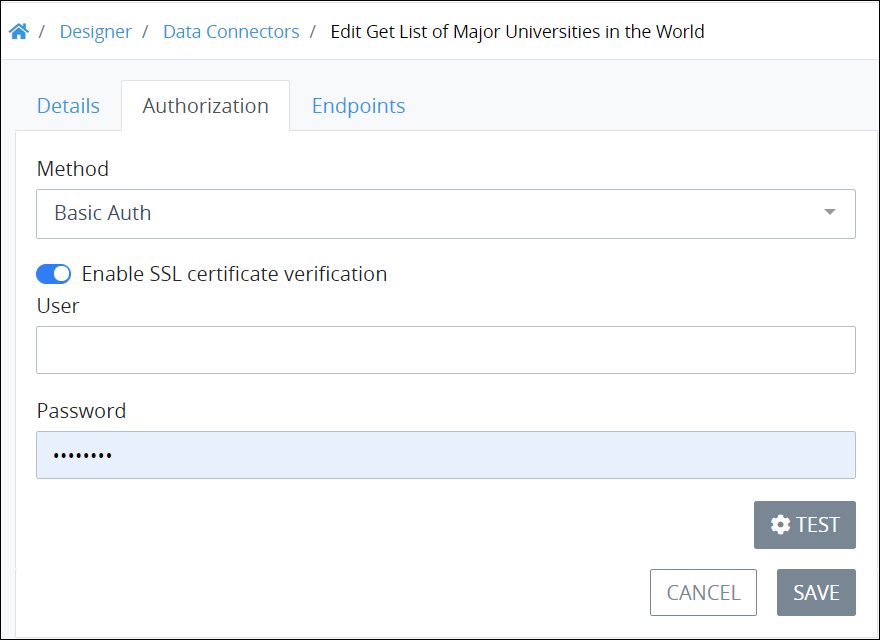 / Designer / Data Connectors / Edit Get List of Major Universities in the World
Details Authorization Endpoints
Method
Basic Auth
Enable SSL certificate verification
User
Password
••••••••
TEST
CANCEL SAVE